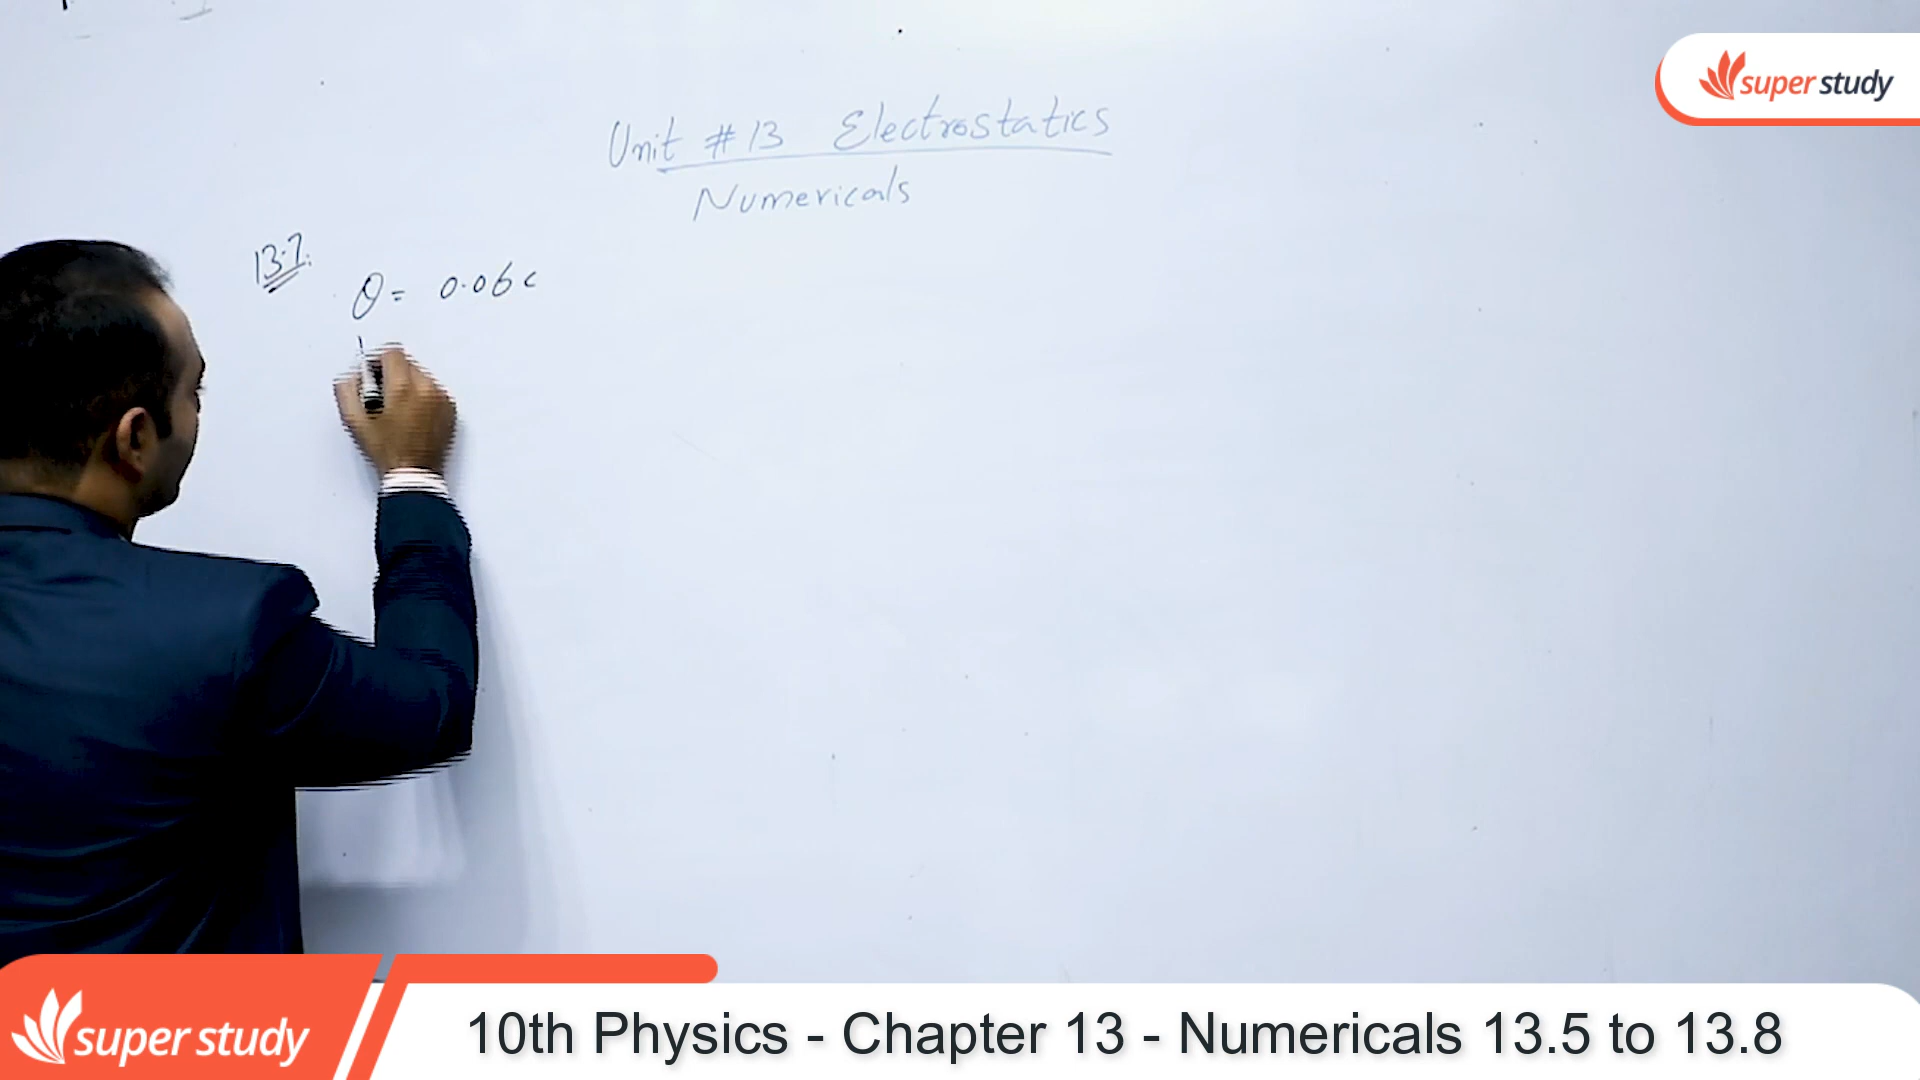 super study
Unit # 13 Electrostatics
Numericals
13.7.
Q = 0.06 c
super study
10th Physics - Chapter 13 - Numericals 13.5 to 13.8